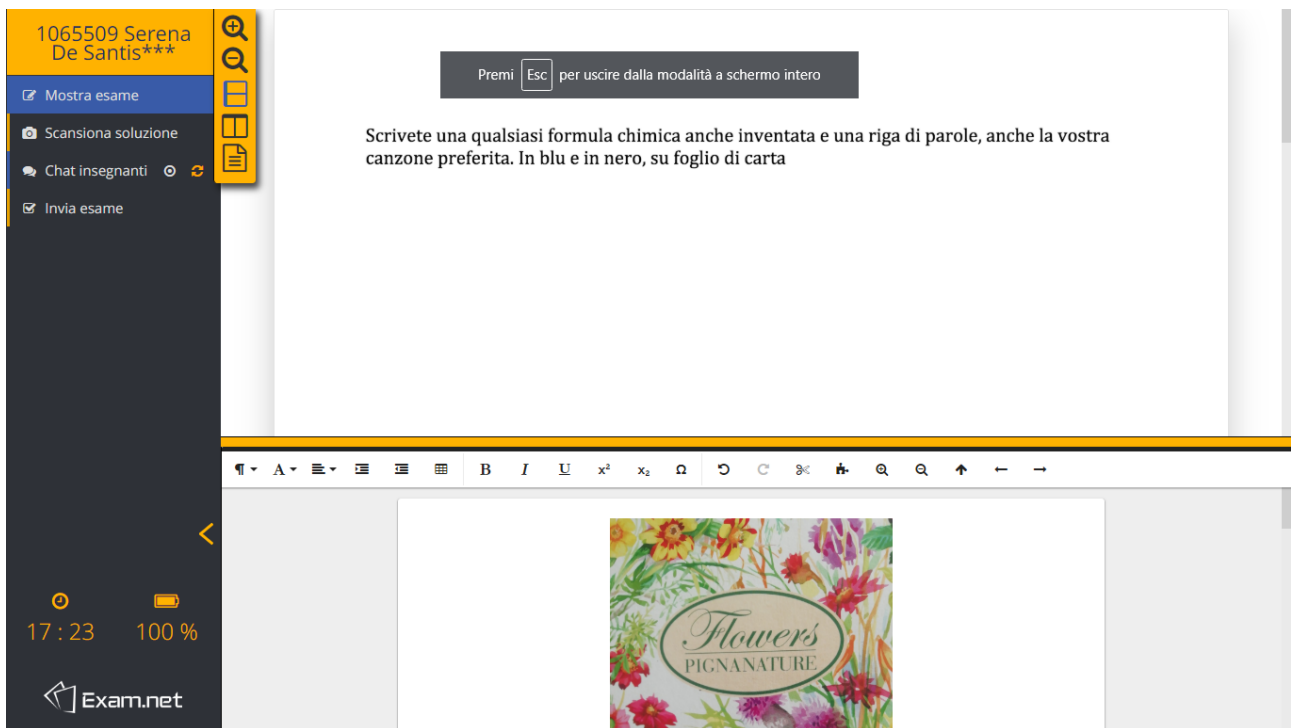 1065509 Serena
De Santis***
Mostra esame
Scansiona soluzione
Chat insegnanti
Invia esame
Premi Esc per uscire dalla modalità a schermo intero
Scrivete una qualsiasi formula chimica anche inventata e una riga di parole, anche la vostra
canzone preferita. In blu e in nero, su foglio di carta
¶ A B I U x² x₂ Ω
Flowers
PIGNANATURE
17 : 23 100 %
Exam.net